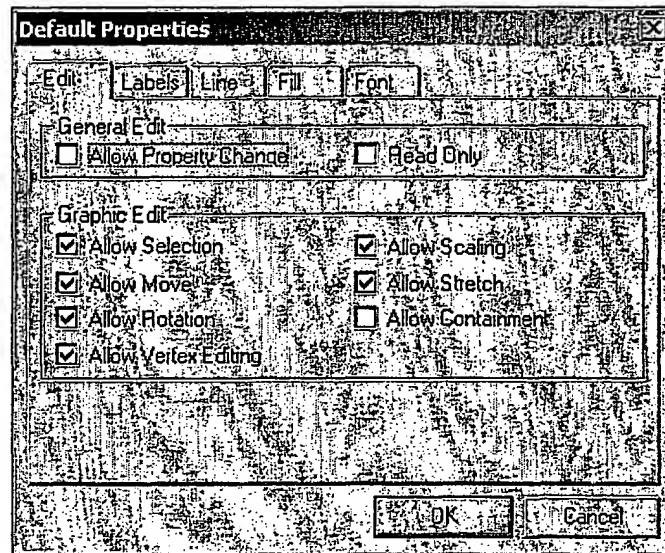 Default Properties
Edit Labels Line Fill Font
General Edit
Allow Property Change Read Only
Graphic Edit
Allow Selection Allow Scaling
Allow Move Allow Stretch
Allow Rotation Allow Containment
Allow Vertex Editing
OK Cancel